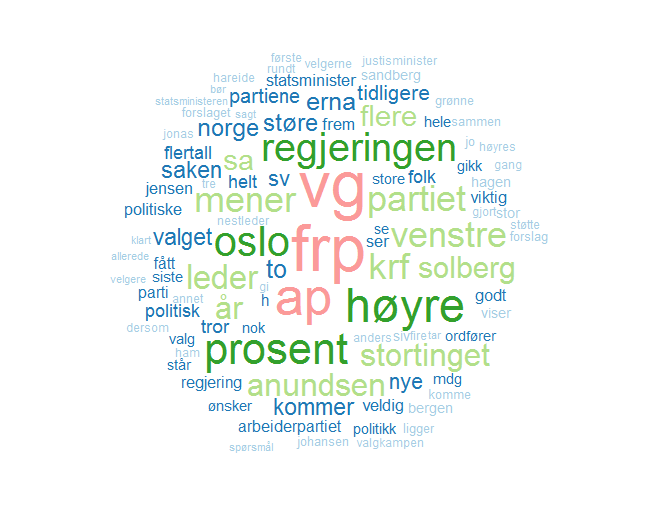 første justisminister
rundt velgerne
hareide statsminister sandberg
bør partiene erna tidligere
statsministeren grønne
forslaget sagt støre frem hele sammen
jonas norge flere
flertall regjeringen jo høyres
saken sa vg gikk gang
jensen tre helt sv store folk hagen
politiske mener partiet viktig
nestleder gjort stor
klart valget oslo frp se venstre støtte
ser forslag
allerede fått to krf solberg
velgere siste leder gi
parti annet år h ap høyre godt
politisk viser
dersom tror nok
valg ham prosent anders siv firetar ordfører
står stortinget
regjering anundsen nye mdg
ønsker kommer veldig komme
bergen
arbeiderpartiet politikk ligger
spørsmål johansen valgkampen